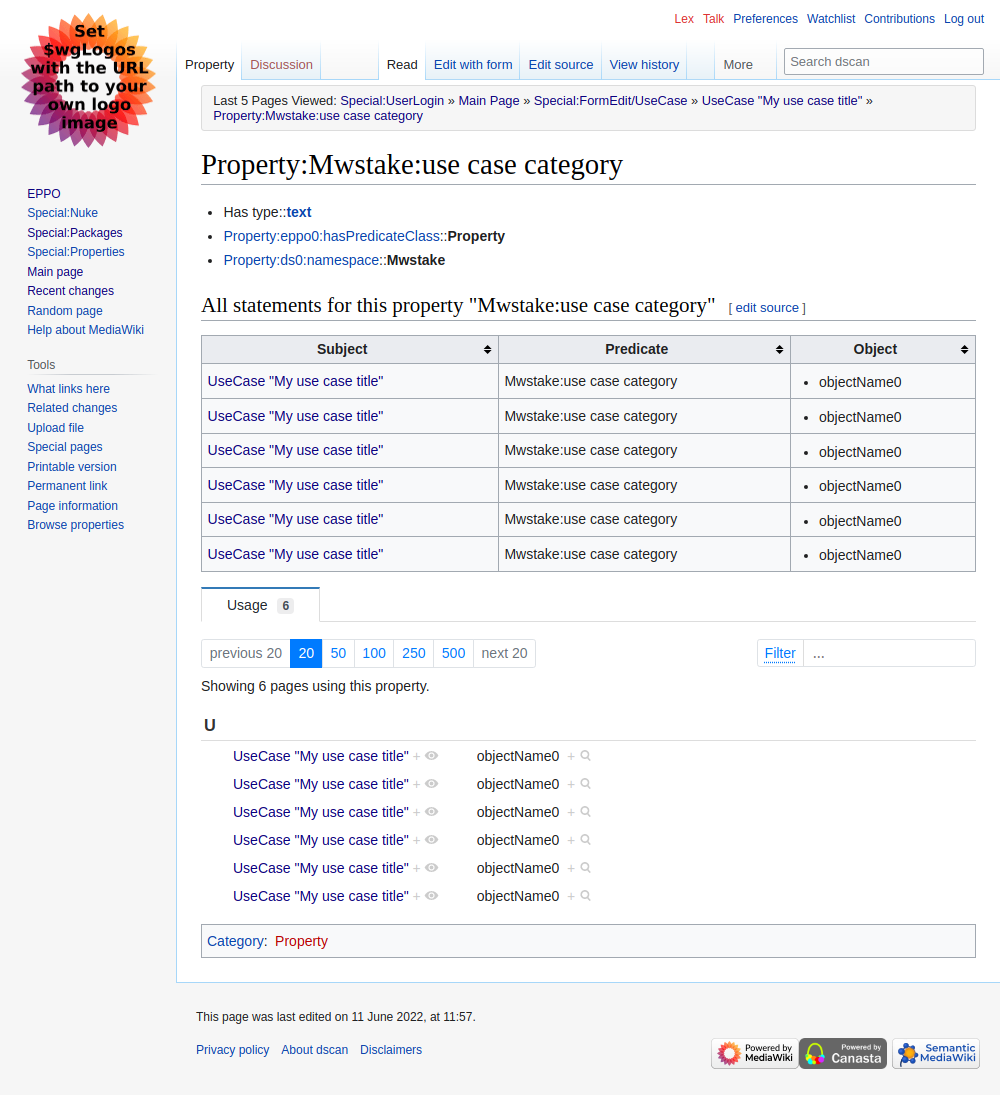 Set
$wgLogos
with the URL
path to your
own logo
image
Lex Talk Preferences Watchlist Contributions Log out
Property Discussion Read Edit with form Edit source View history More Search dscan
Last 5 Pages Viewed: Special:UserLogin » Main Page » Special:FormEdit/UseCase » UseCase "My use case title" »
Property:Mwstake:use case category
Property:Mwstake:use case category
• Has type::text
• Property:eppo0:hasPredicateClass::Property
• Property:ds0:namespace::Mwstake
All statements for this property "Mwstake:use case category" [ edit source ]
Subject Predicate Object
UseCase "My use case title" Mwstake:use case category • objectName0
UseCase "My use case title" Mwstake:use case category • objectName0
UseCase "My use case title" Mwstake:use case category • objectName0
UseCase "My use case title" Mwstake:use case category • objectName0
UseCase "My use case title" Mwstake:use case category • objectName0
UseCase "My use case title" Mwstake:use case category • objectName0
Usage 6
previous 20 20 50 100 250 500 next 20 Filter ...
Showing 6 pages using this property.
U
UseCase "My use case title" + objectName0 +
UseCase "My use case title" + objectName0 +
UseCase "My use case title" + objectName0 +
UseCase "My use case title" + objectName0 +
UseCase "My use case title" + objectName0 +
UseCase "My use case title" + objectName0 +
Category: Property
EPPO
Special:Nuke
Special:Packages
Special:Properties
Main page
Recent changes
Random page
Help about MediaWiki
Tools
What links here
Related changes
Upload file
Special pages
Printable version
Permanent link
Page information
Browse properties
This page was last edited on 11 June 2022, at 11:57.
Privacy policy About dscan Disclaimers
Powered by
MediaWiki
Powered by
Canasta
Semantic
MediaWiki